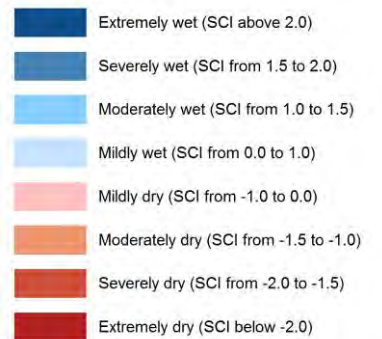 Extremely wet (SCI above 2.0)
Severely wet (SCI from 1.5 to 2.0)
Moderately wet (SCI from 1.0 to 1.5)
Mildly wet (SCI from 0.0 to 1.0)
Mildly dry (SCI from -1.0 to 0.0)
Moderately dry (SCI from -1.5 to -1.0)
Severely dry (SCI from -2.0 to -1.5)
Extremely dry (SCI below -2.0)